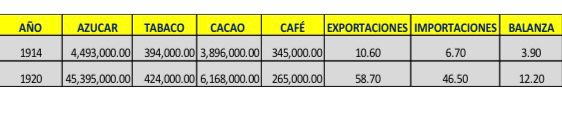 AÑO AZUCAR TABACO CACAO CAFÉ EXPORTACIONES IMPORTACIONES BALANZA
1914 4,493,000.00 394,000.00 3,896,000.00 345,000.00 10.60 6.70 3.90
1920 45,395,000.00 424,000.00 6,168,000.00 265,000.00 58.70 46.50 12.20